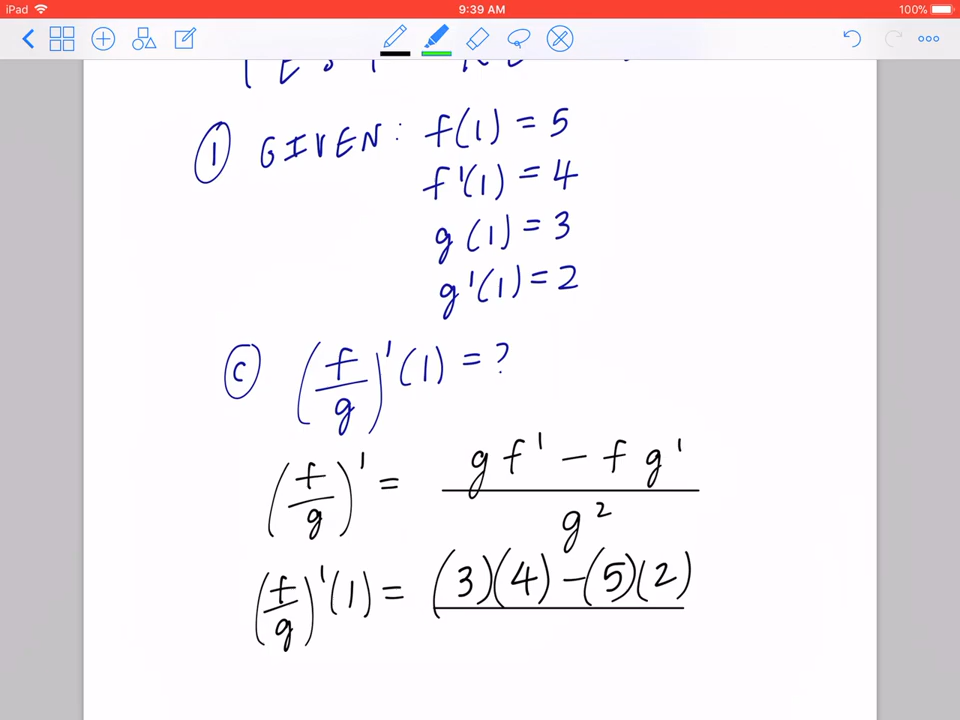 iPad 9:39 AM 100%
① GIVEN: f(1) = 5
f'(1) = 4
g(1) = 3
g'(1) = 2
ⓒ (f/g)'(1) = ?
(f/g)' = gf' - fg' / g²
(f/g)'(1) = (3)(4) - (5)(2)